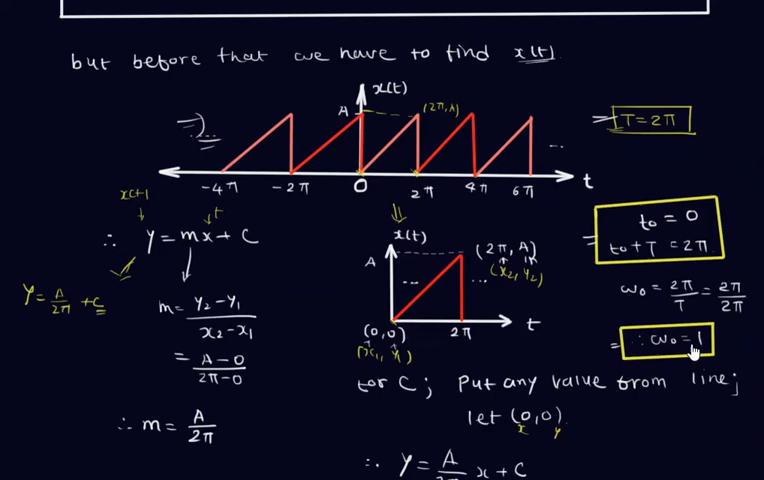 but before that we have to find x(t).
x(t)
A
(2π, A)
=> T = 2π
...
-4π -2π 0 2π 4π 6π t
x(t) t
∴ Y = mx + C
Y = A/2π + C
m = Y2 - Y1 / x2 - x1
= A - 0 / 2π - 0
∴ m = A/2π
x(t)
A
(2π, A)
(x2, Y2)
... ...
(0,0) 2π t
(x1, Y1)
= t0 = 0
t0 + T = 2π
ω0 = 2π/T = 2π/2π
= ∴ ω0 = 1
for C; Put any value from line;
let (0,0).
x y
∴ Y = A/2π x + C